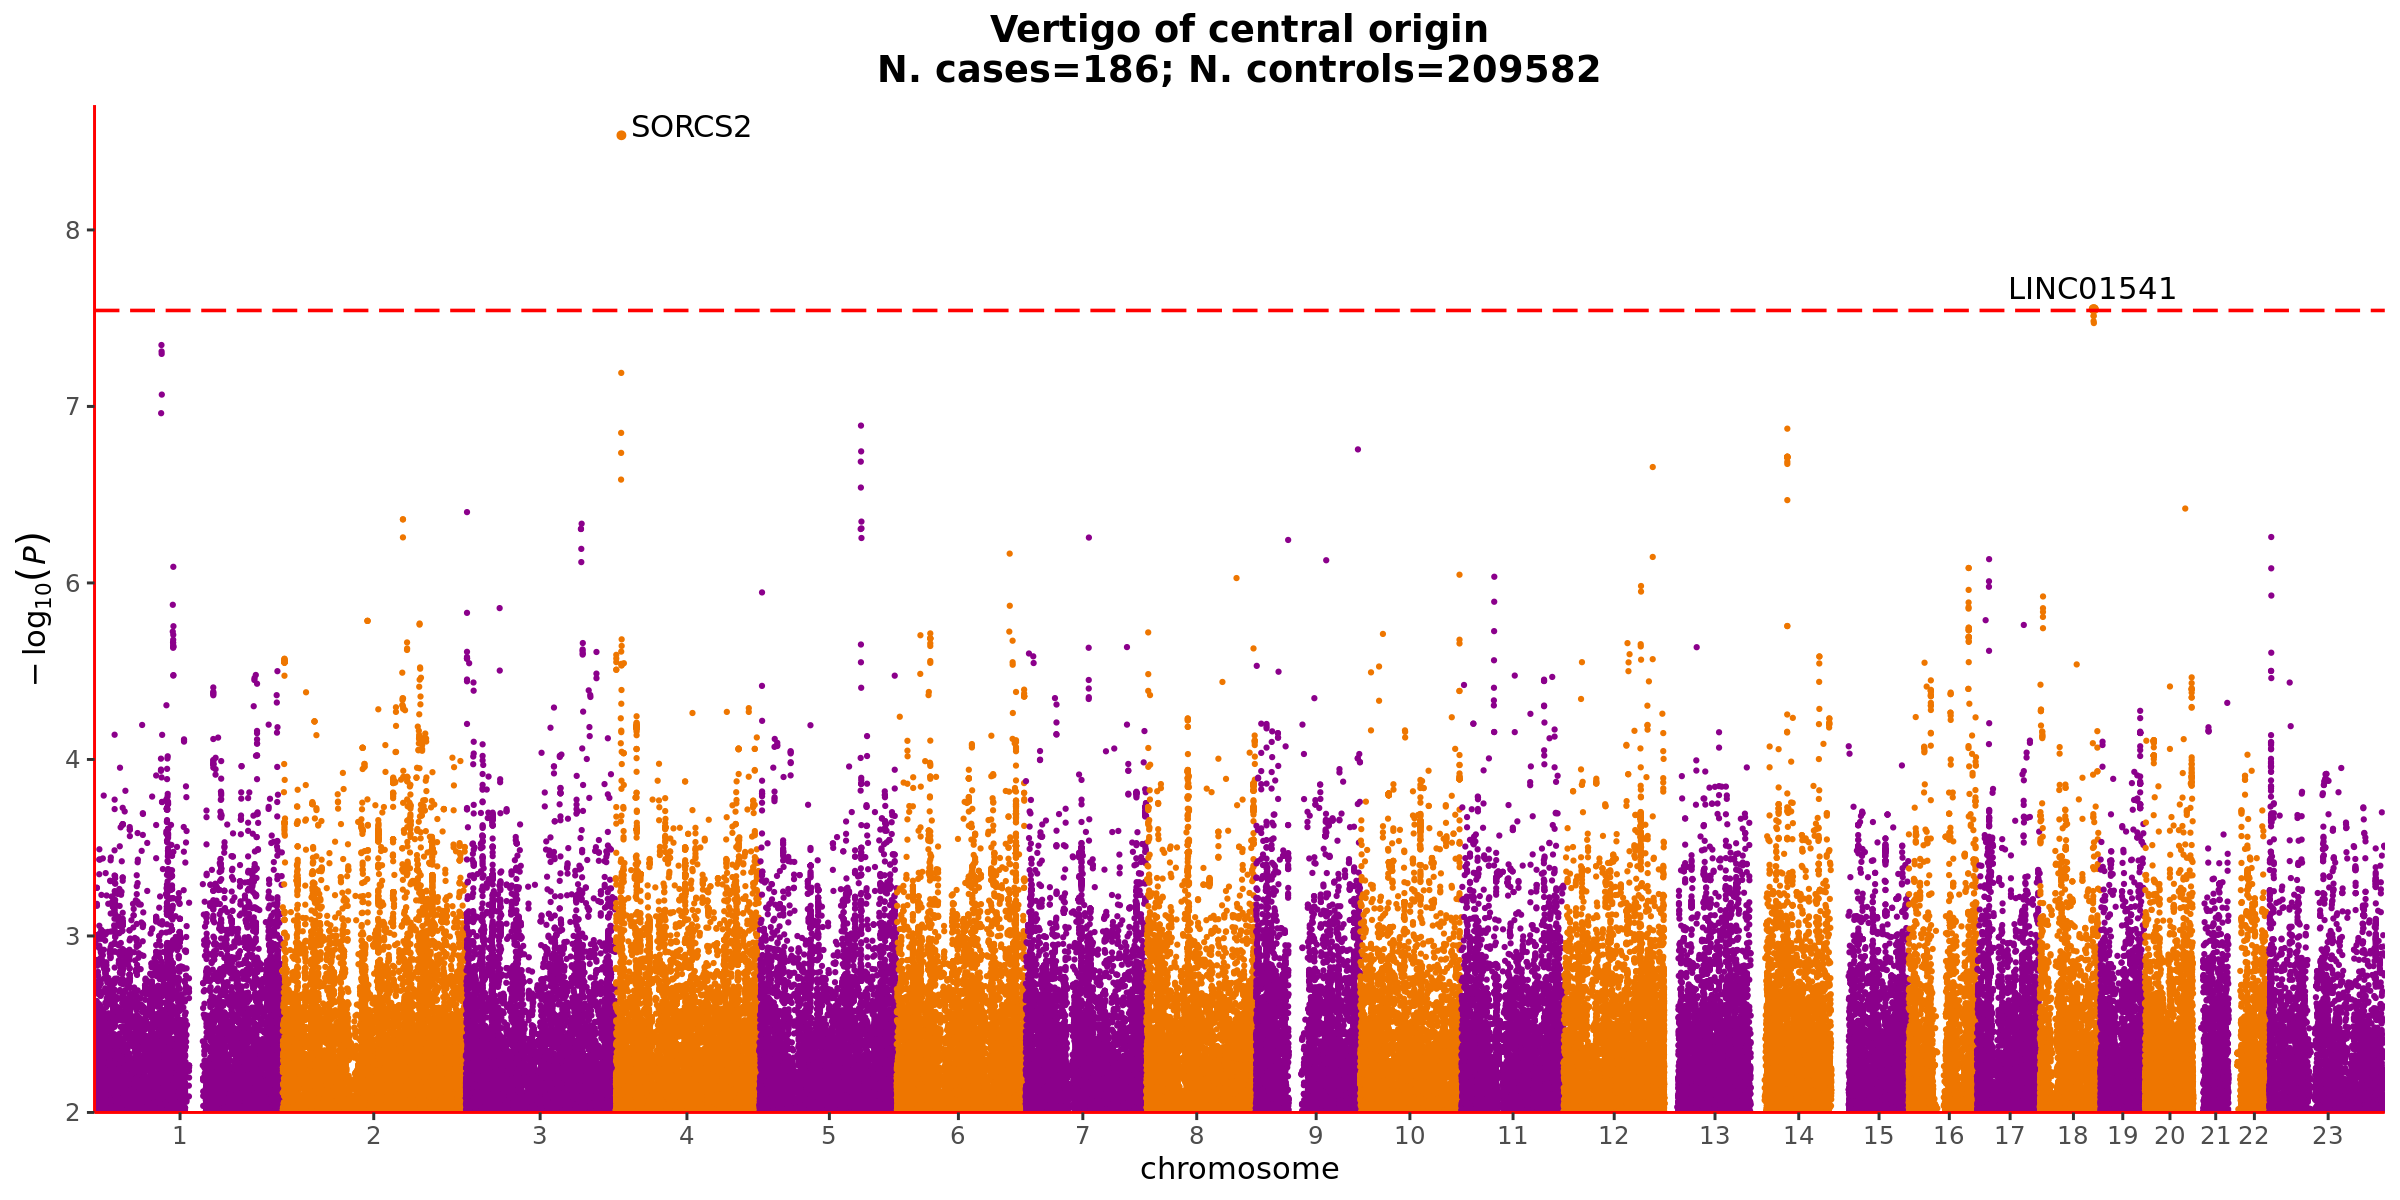 Vertigo of central origin
N. cases=186; N. controls=209582
SORCS2
LINC01541
8
7
6
4
3
2
−log10(P)
1 2 3 4 5 6 7 8 9 10 11 12 13 14 15 16 17 18 19 20 21 22 23
chromosome